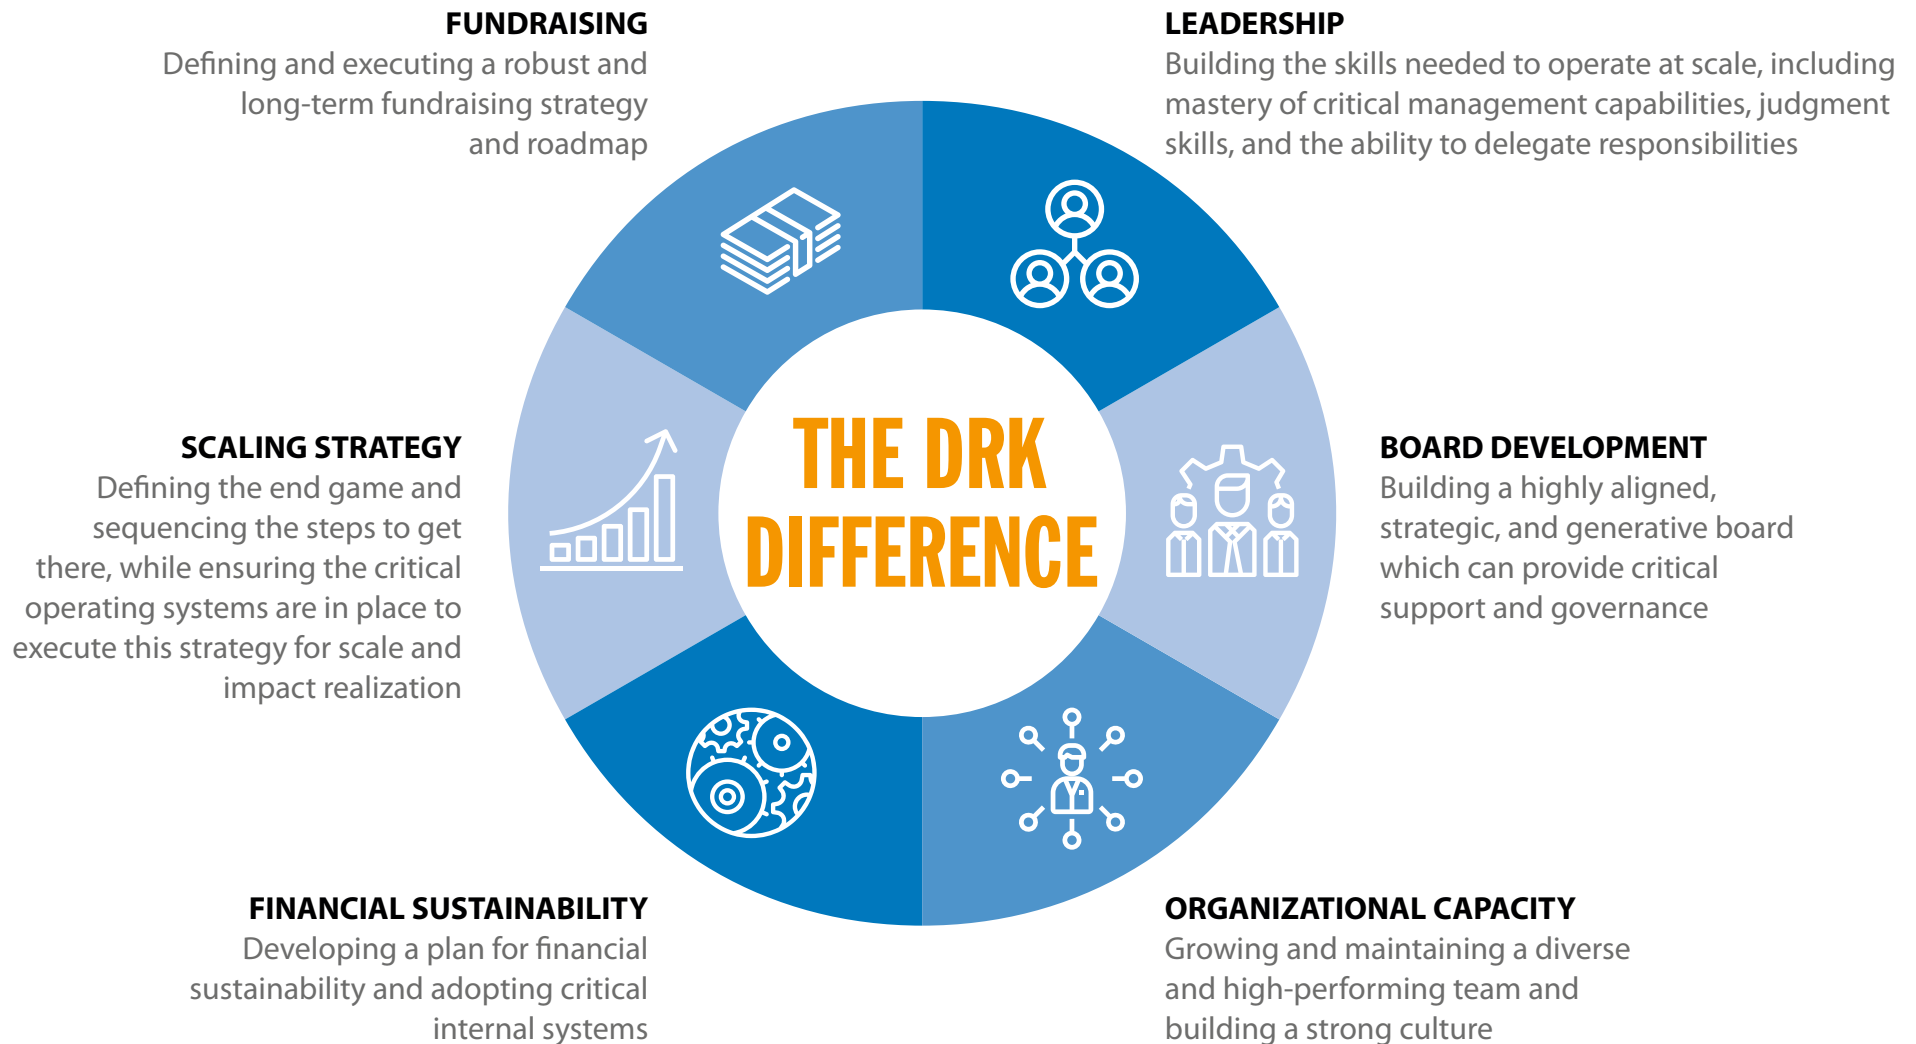 FUNDRAISING
Defining and executing a robust and
long-term fundraising strategy
and roadmap
LEADERSHIP
Building the skills needed to operate at scale, including
mastery of critical management capabilities, judgment
skills, and the ability to delegate responsibilities
SCALING STRATEGY
Defining the end game and
sequencing the steps to get
there, while ensuring the critical
operating systems are in place to
execute this strategy for scale and
impact realization
THE DRK
DIFFERENCE
BOARD DEVELOPMENT
Building a highly aligned,
strategic, and generative board
which can provide critical
support and governance
FINANCIAL SUSTAINABILITY
Developing a plan for financial
sustainability and adopting critical
internal systems
ORGANIZATIONAL CAPACITY
Growing and maintaining a diverse
and high-performing team and
building a strong culture